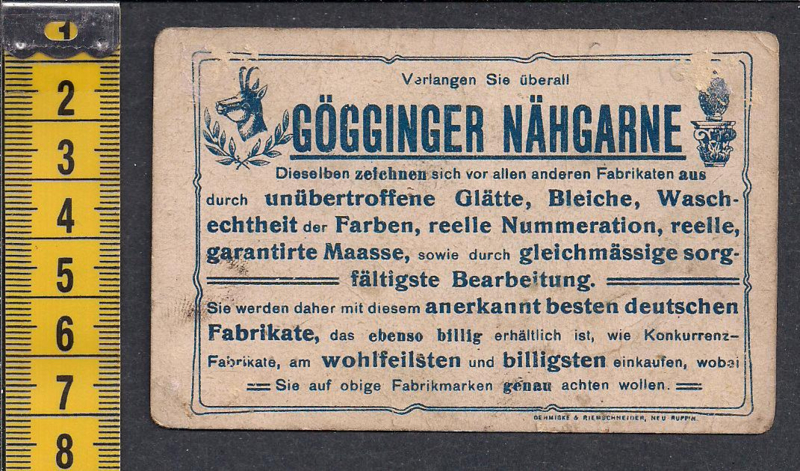 1
2
3
4
5
6
7
8
Verlangen Sie überall
GÖGGINGER NÄHGARNE
Dieselben zeichnen sich vor allen anderen Fabrikaten aus
durch unübertroffene Glätte, Bleiche, Wasch-
echtheit der Farben, reelle Nummeration, reelle,
garantirte Maasse, sowie durch gleichmässige sorg-
fältigste Bearbeitung.
Sie werden daher mit diesem anerkannt besten deutschen
Fabrikate, das ebenso billig erhältlich ist, wie Konkurrenz-
Fabrikate, am wohlfeilsten und billigsten einkaufen, wobei
Sie auf obige Fabrikmarken genau achten wollen.
OEHMIGKE & RIEMSCHNEIDER, NEU RUPPIN.